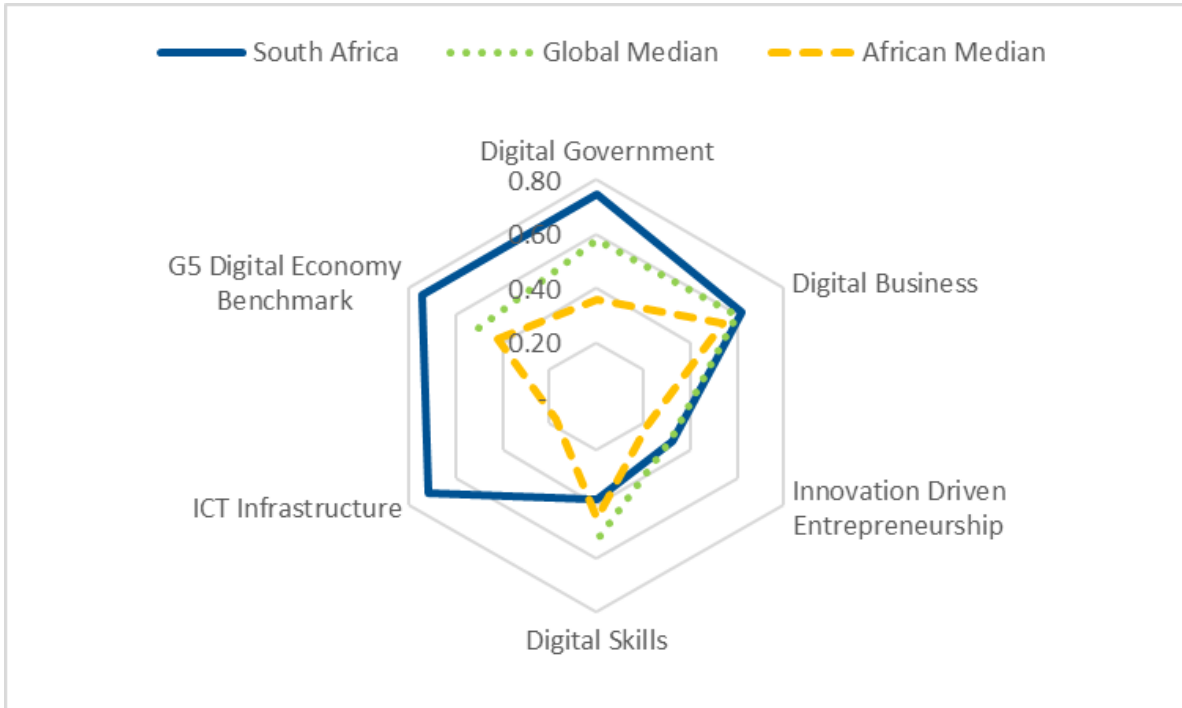 South Africa
Global Median
African Median
Digital Government
0.80
0.60
0.40
0.20
-
G5 Digital Economy
Benchmark
Digital Business
ICT Infrastructure
Innovation Driven
Entrepreneurship
Digital Skills